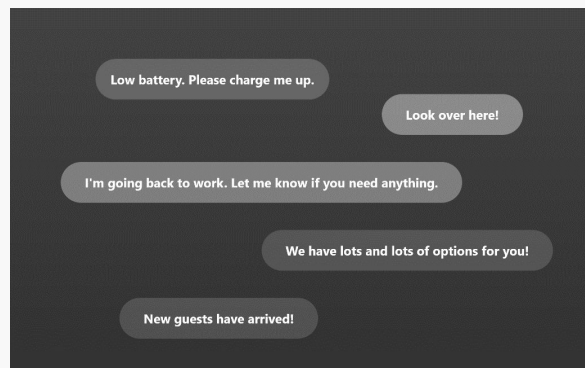 Low battery. Please charge me up.
Look over here!
I'm going back to work. Let me know if you need anything.
We have lots and lots of options for you!
New guests have arrived!